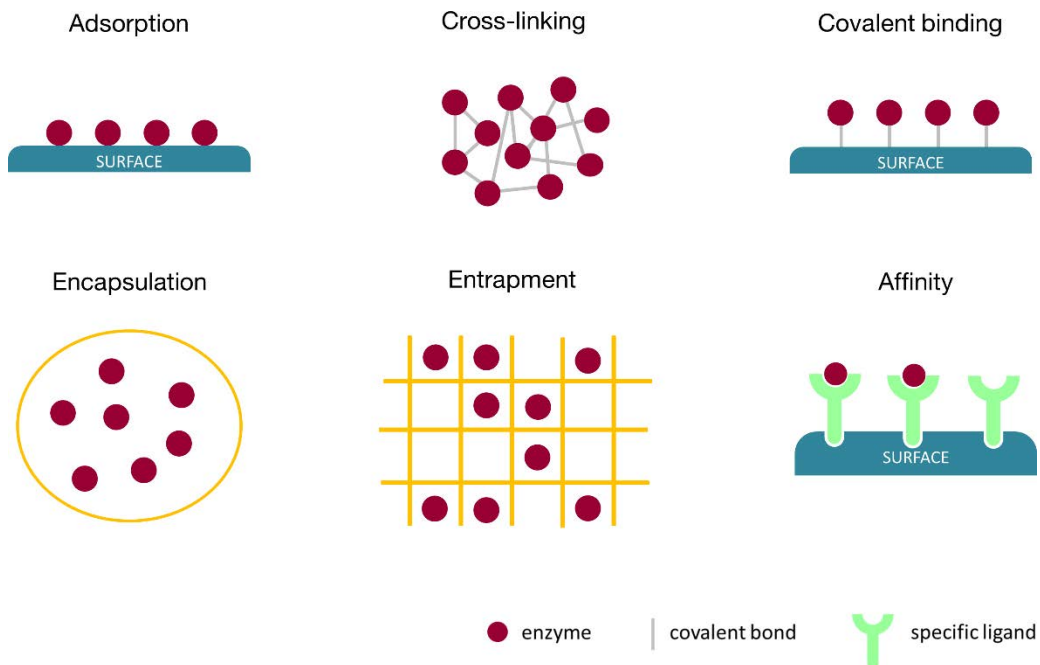 Adsorption
Cross-linking
Covalent binding
SURFACE
SURFACE
Encapsulation
Entrapment
Affinity
SURFACE
enzyme
covalent bond
specific ligand